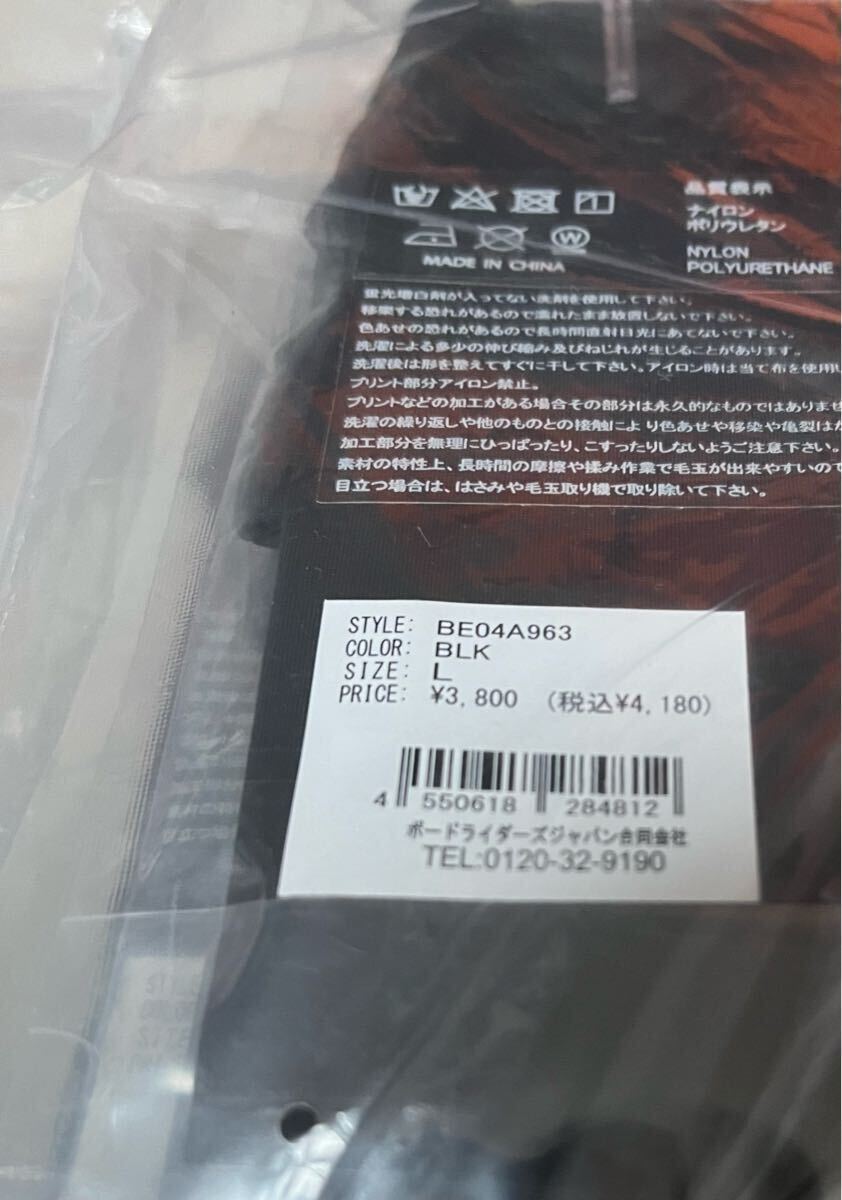 品質表示
ナイロン
ポリウレタン
NYLON
POLYURETHANE
1
W
MADE IN CHINA
蛍光増白剤が入ってない洗剤を使用して下さい。
移染する恐れがあるので濡れたまま放置しないで下さい。
色あせの恐れがあるので長時間直射日光にあてないで下さい。
洗濯による多少の伸び縮み及びねじれが生じることがあります。
洗濯後は形を整えてすぐに干して下さい。アイロン時は当て布を使用し
プリント部分アイロン禁止。
プリントなどの加工がある場合その部分は永久的なものではありませ
洗濯の繰り返しや他のものとの接触により色あせや移染や亀裂はが
加工部分を無理にひっぱったり、こすったりしないようご注意下さい。
素材の特性上、長時間の摩擦や揉み作業で毛玉が出来やすいので
目立つ場合は、はさみや毛玉取り機で取り除いて下さい。
STYLE: BE04A963
COLOR: BLK
SIZE: L
PRICE: ¥3,800 (税込¥4,180)
4 550618 284812
ボードライダーズジャパン合同会社
TEL:0120-32-9190